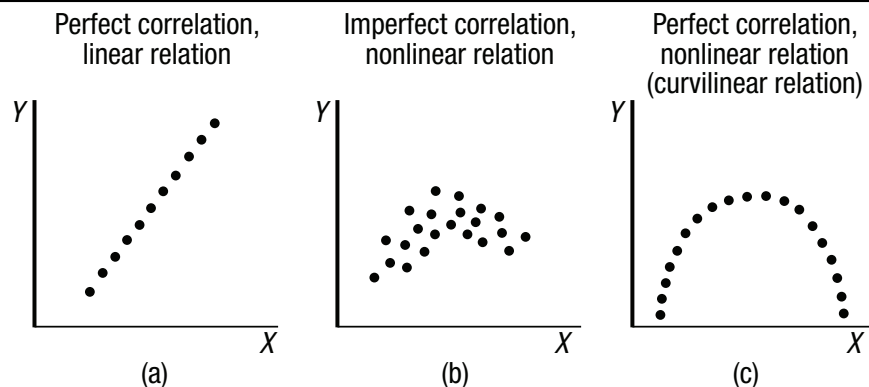 Perfect correlation,
linear relation
Imperfect correlation,
nonlinear relation
Perfect correlation,
nonlinear relation
(curvilinear relation)
Y
X
(a)
Y
X
(b)
Y
X
(c)